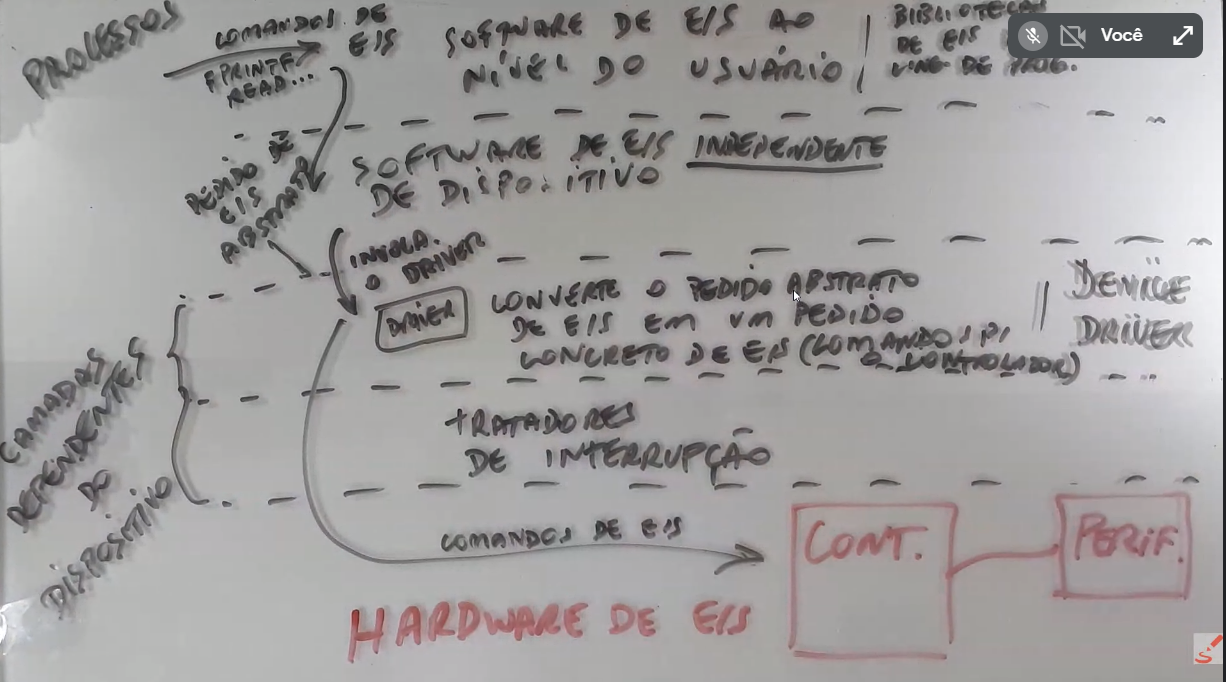 PROCESSOS
COMANDOS DE
E/S
FPRINTF
READ...
SOFTWARE DE E/S AO
NÍVEL DO USUÁRIO
BIBLIOTECAS
DE E/S
LING. DE PROG.
Você
PEDIDO DE
E/S
ABSTRATO
SOFTWARE DE E/S INDEPENDENTE
DE DISPOSITIVO
INVOCA
O DRIVER
DRIVER
CONVERTE O PEDIDO ABSTRATO
DE E/S EM UM PEDIDO
CONCRETO DE E/S (COMANDOS P/
O CONTROLADOR)
DEVICE
DRIVER
CAMADAS
DEPENDENTES
DO
DISPOSITIVO
TRATADORES
DE INTERRUPÇÃO
COMANDOS DE E/S
CONT.
PERIF.
HARDWARE DE E/S